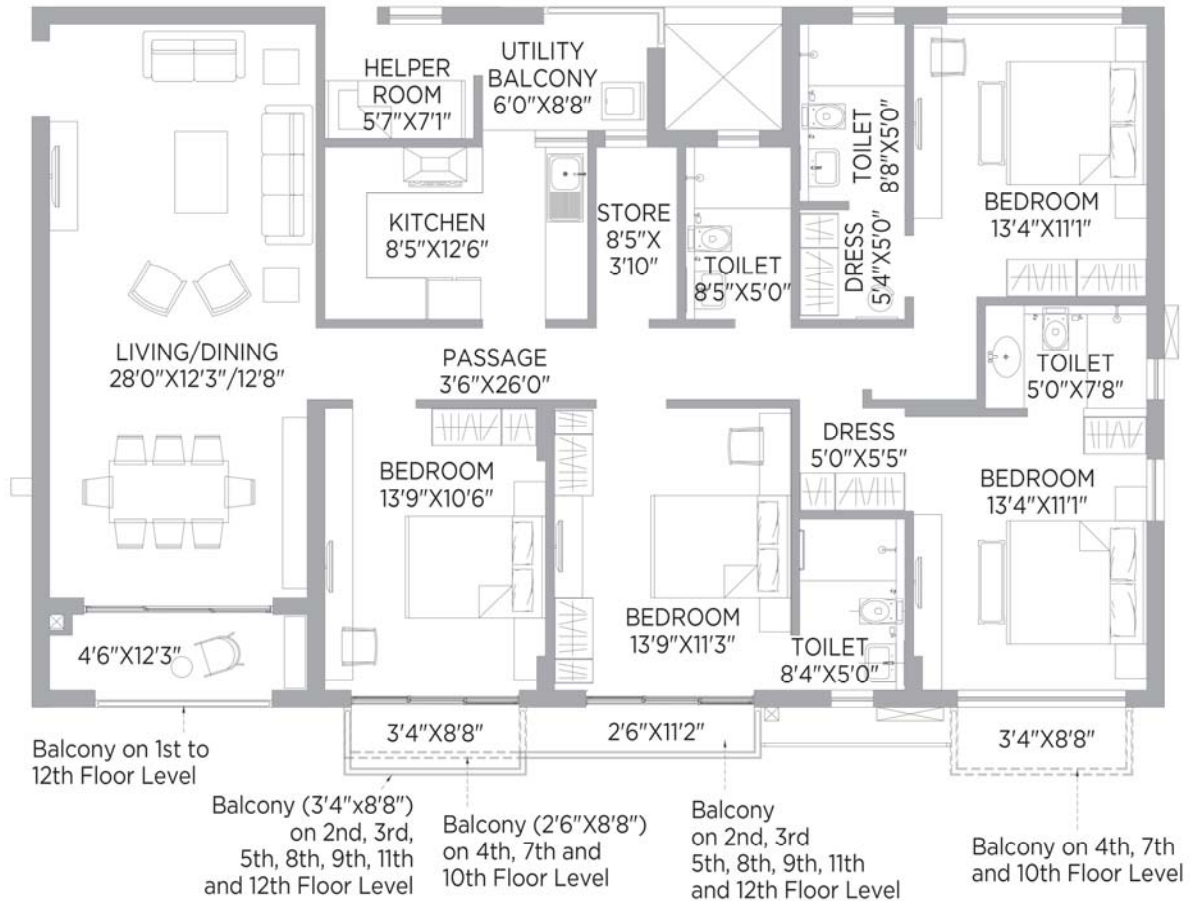 HELPER
ROOM
5'7"X7'1"
UTILITY
BALCONY
6'0"X8'8"
TOILET
8'8"X5'0"
BEDROOM
13'4"X11'1"
KITCHEN
8'5"X12'6"
STORE
8'5"X
3'10"
TOILET
8'5"X5'0"
DRESS
5'4"X5'0"
LIVING/DINING
28'0"X12'3"/12'8"
PASSAGE
3'6"X26'0"
TOILET
5'0"X7'8"
BEDROOM
13'9"X10'6"
DRESS
5'0"X5'5"
BEDROOM
13'4"X11'1"
BEDROOM
13'9"X11'3"
TOILET
8'4"X5'0"
4'6"X12'3"
3'4"X8'8"
2'6"X11'2"
3'4"X8'8"
Balcony on 1st to
12th Floor Level
Balcony (3'4"x8'8")
on 2nd, 3rd,
5th, 8th, 9th, 11th
and 12th Floor Level
Balcony (2'6"X8'8")
on 4th, 7th and
10th Floor Level
Balcony
on 2nd, 3rd
5th, 8th, 9th, 11th
and 12th Floor Level
Balcony on 4th, 7th
and 10th Floor Level